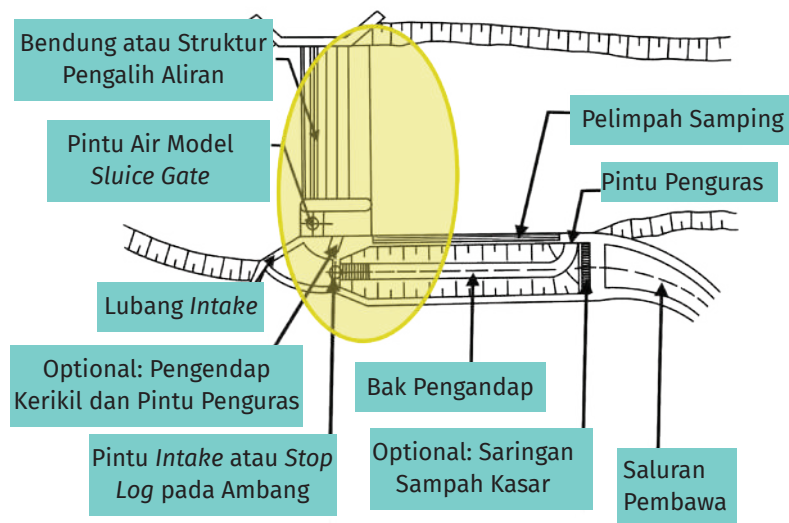 Bendung atau Struktur
Pengalih Aliran
Pelimpah Samping
Pintu Air Model
Sluice Gate
Pintu Penguras
Lubang Intake
Optional: Pengendap
Kerikil dan Pintu Penguras
Bak Pengandap
Pintu Intake atau Stop
Log pada Ambang
Optional: Saringan
Sampah Kasar
Saluran
Pembawa